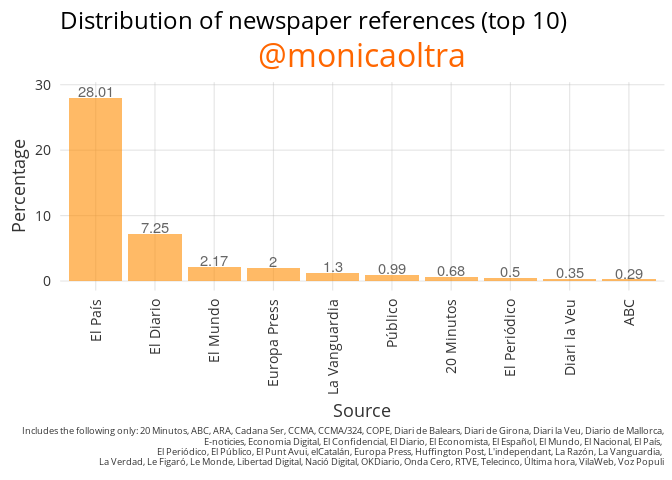 Distribution of newspaper references (top 10)
@monicaoltra
Percentage
30
20
10
0
28.01
7.25
2.17
2
1.3
0.99
0.68
0.5
0.35
0.29
El País
El Diario
El Mundo
Europa Press
La Vanguardia
Público
20 Minutos
El Periódico
Diari la Veu
ABC
Source
Includes the following only: 20 Minutos, ABC, ARA, Cadana Ser, CCMA, CCMA/324, COPE, Diari de Balears, Diari de Girona, Diari la Veu, Diario de Mallorca,
E-noticies, Economia Digital, El Confidencial, El Diario, El Economista, El Español, El Mundo, El Nacional, El País,
El Periódico, El Público, El Punt Avui, elCatalán, Europa Press, Huffington Post, L'independant, La Razón, La Vanguardia,
La Verdad, Le Figaró, Le Monde, Libertad Digital, Nació Digital, OKDiario, Onda Cero, RTVE, Telecinco, Última hora, VilaWeb, Voz Populi